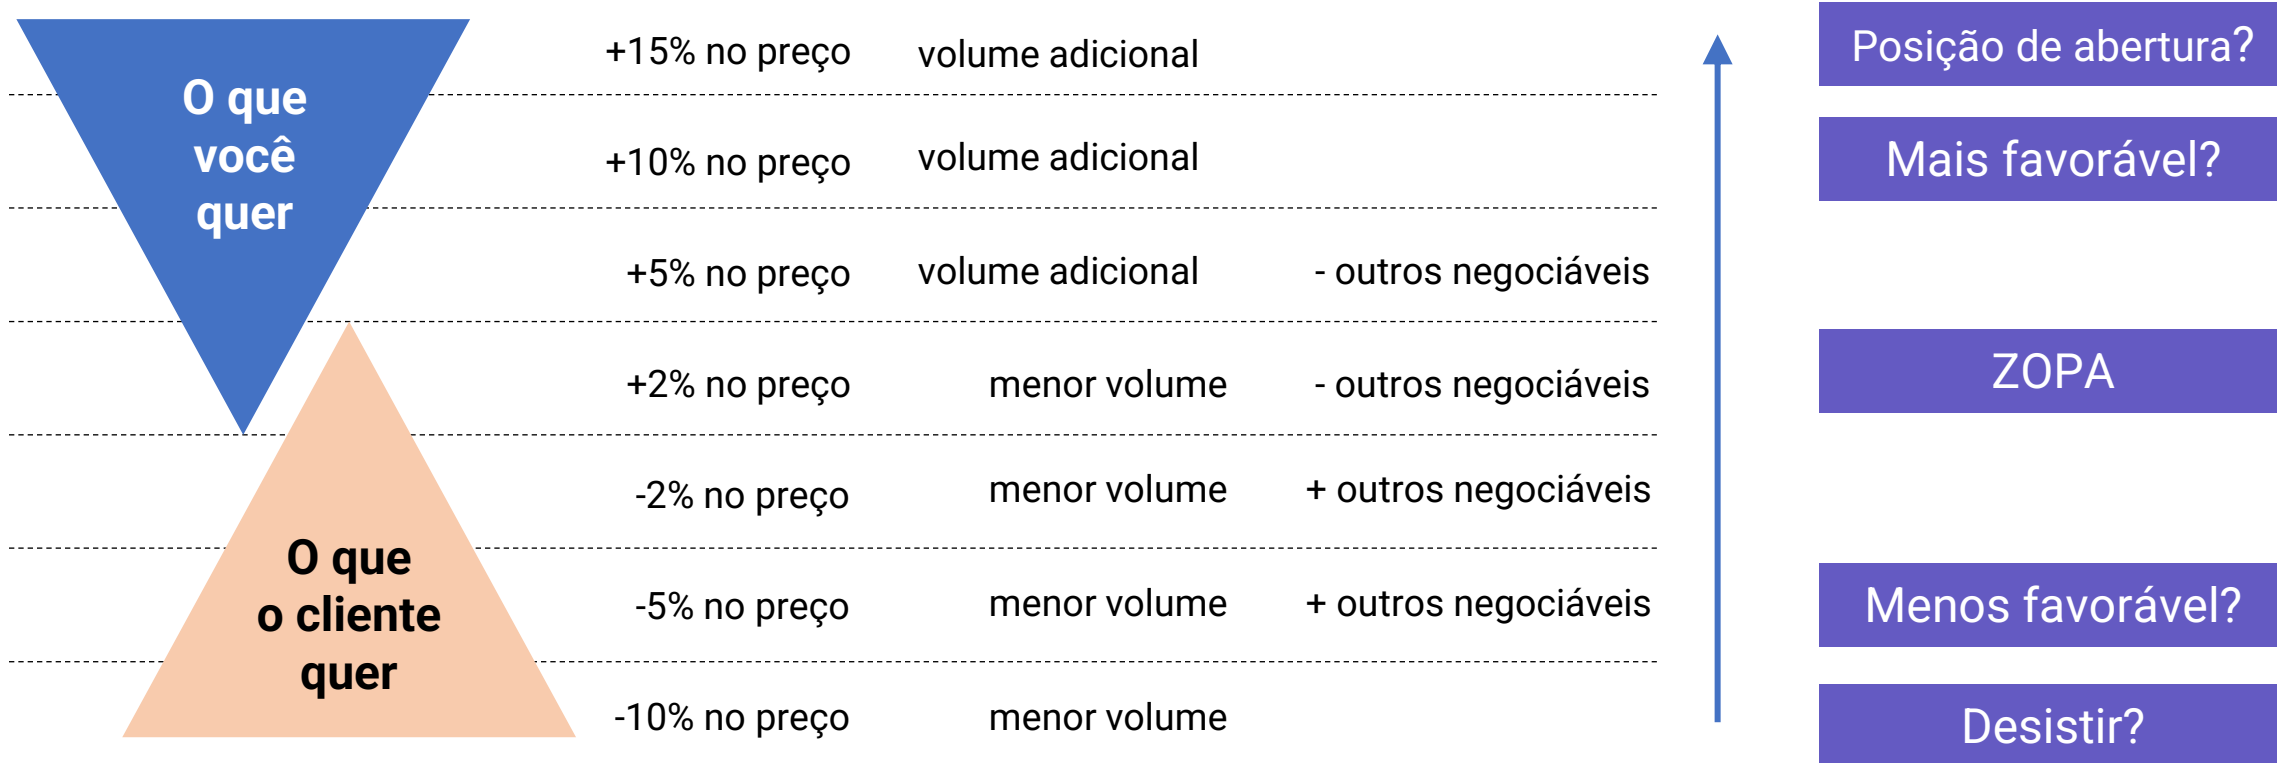 O que
você
quer
O que
o cliente
quer
+15% no preço volume adicional
+10% no preço volume adicional
+5% no preço volume adicional - outros negociáveis
+2% no preço menor volume - outros negociáveis
-2% no preço menor volume + outros negociáveis
-5% no preço menor volume + outros negociáveis
-10% no preço menor volume
Posição de abertura?
Mais favorável?
ZOPA
Menos favorável?
Desistir?